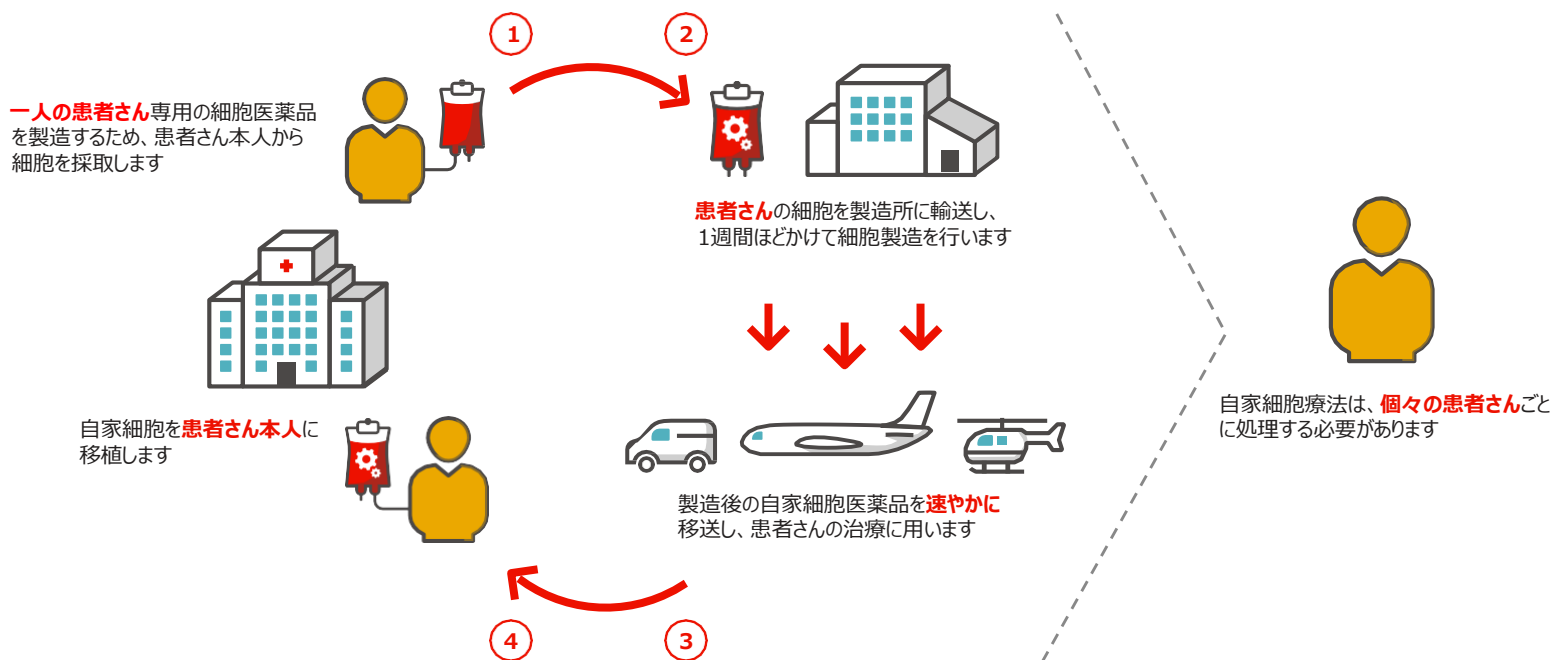 ①
②
一人の患者さん専用の細胞医薬品
を製造するため、患者さん本人から
細胞を採取します
患者さんの細胞を製造所に輸送し、
1週間ほどかけて細胞製造を行います
製造後の自家細胞医薬品を速やかに
移送し、患者さんの治療に用います
自家細胞を患者さん本人に
移植します
④
③
自家細胞療法は、個々の患者さんごと
に処理する必要があります